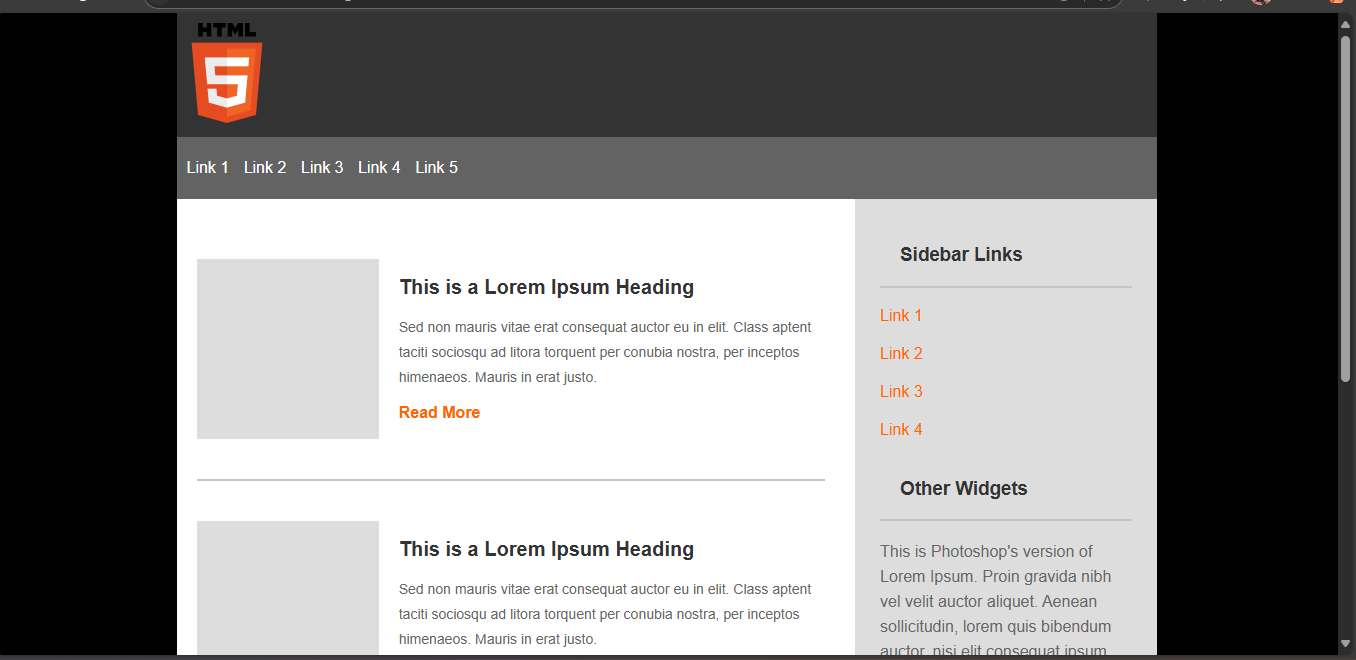 HTML
5
Link 1 Link 2 Link 3 Link 4 Link 5
This is a Lorem Ipsum Heading
Sed non mauris vitae erat consequat auctor eu in elit. Class aptent
taciti sociosqu ad litora torquent per conubia nostra, per inceptos
himenaeos. Mauris in erat justo.
Read More
This is a Lorem Ipsum Heading
Sed non mauris vitae erat consequat auctor eu in elit. Class aptent
taciti sociosqu ad litora torquent per conubia nostra, per inceptos
himenaeos. Mauris in erat justo.
Sidebar Links
Link 1
Link 2
Link 3
Link 4
Other Widgets
This is Photoshop's version of
Lorem Ipsum. Proin gravida nibh
vel velit auctor aliquet. Aenean
sollicitudin, lorem quis bibendum
auctor, nisi elit consequat ipsum